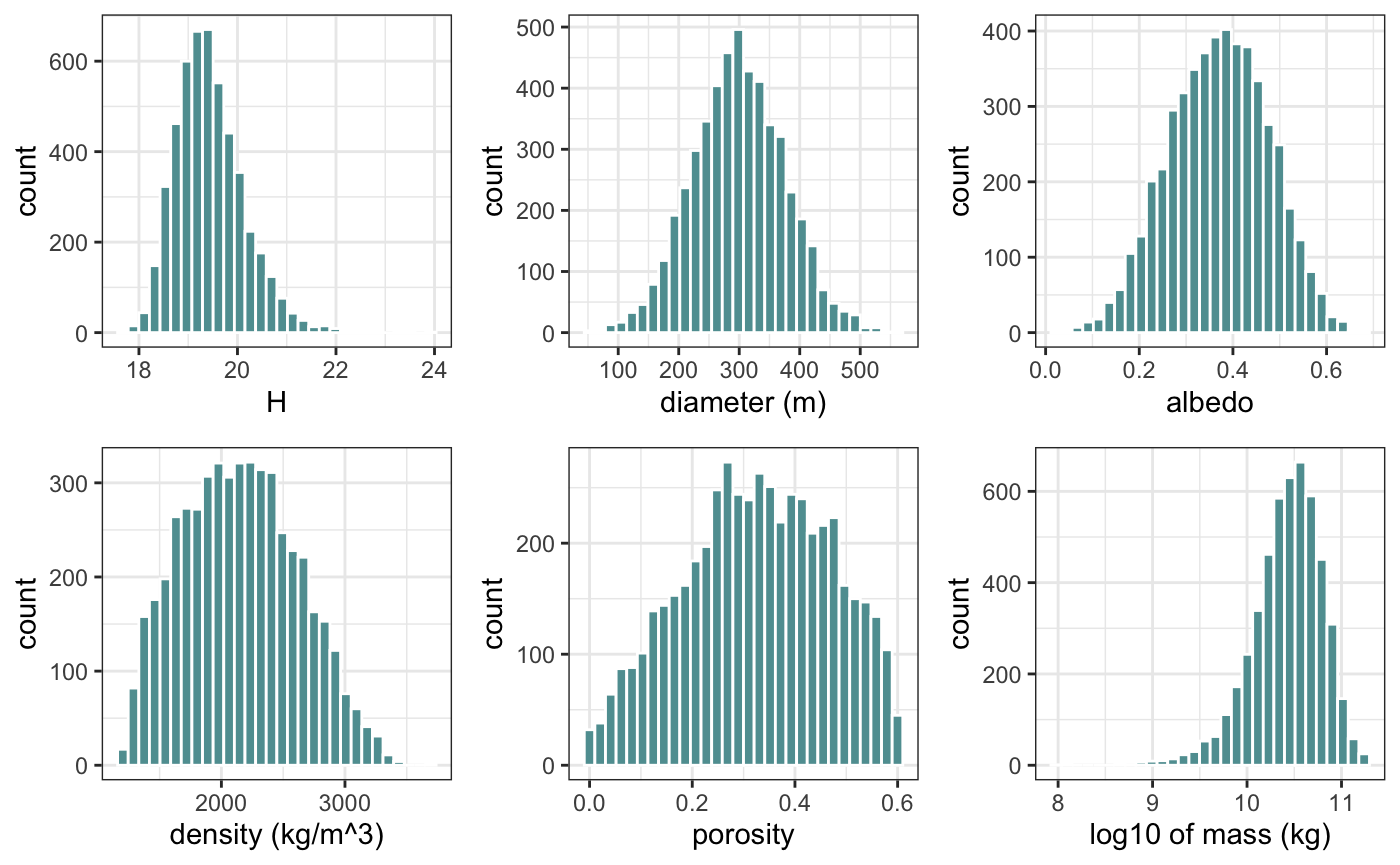 600
400
200
0
count
18 20 22 24
H
500
400
300
200
100
0
count
100 200 300 400 500
diameter (m)
400
300
200
100
0
count
0.0 0.2 0.4 0.6
albedo
300
200
100
0
count
2000 3000
density (kg/m^3)
200
100
0
count
0.0 0.2 0.4 0.6
porosity
600
400
200
0
count
8 9 10 11
log10 of mass (kg)